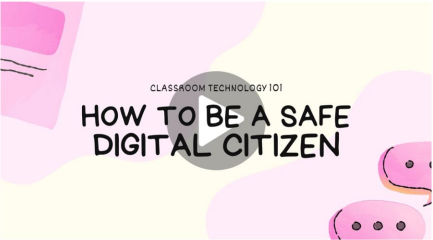 CLASSROOM TECHNOLOGY 101
HOW TO BE A SAFE
DIGITAL CITIZEN